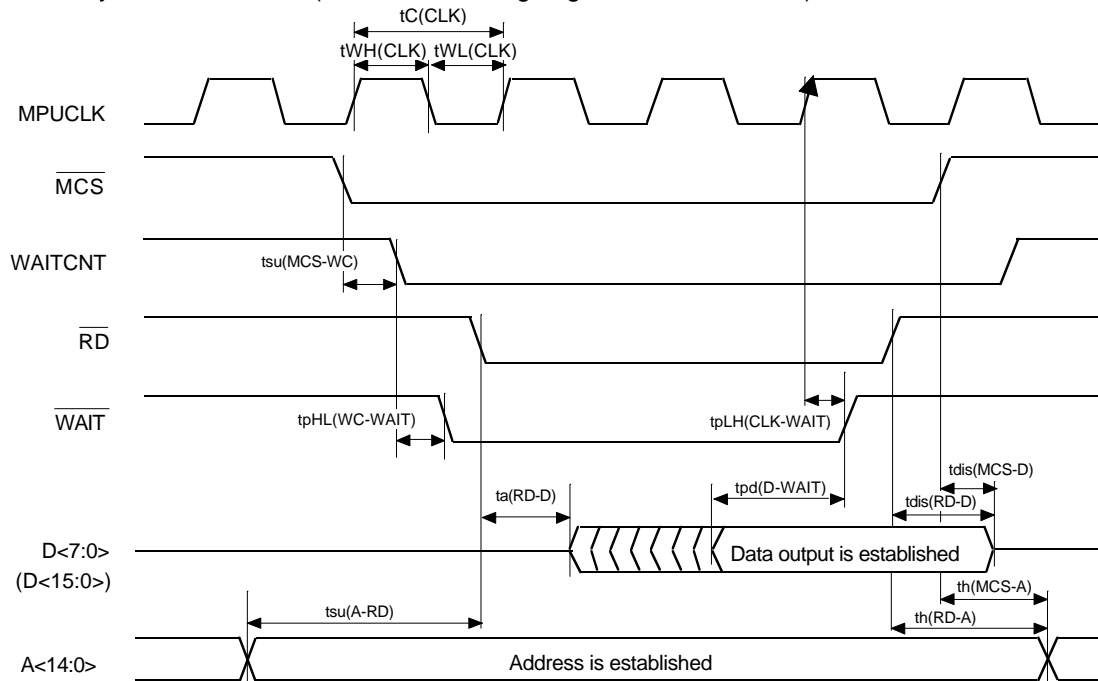 tC(CLK)
tWH(CLK) tWL(CLK)
MPUCLK
MCS
WAITCNT
tsu(MCS-WC)
RD
WAIT
tpHL(WC-WAIT)
tpLH(CLK-WAIT)
tdis(MCS-D)
tpd(D-WAIT)
ta(RD-D)
tdis(RD-D)
D<7:0>
Data output is established
(D<15:0>)
th(MCS-A)
tsu(A-RD)
th(RD-A)
A<14:0>
Address is established